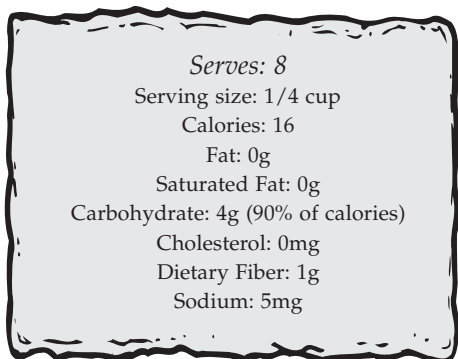 Serves: 8
Serving size: 1/4 cup
Calories: 16
Fat: 0g
Saturated Fat: 0g
Carbohydrate: 4g (90% of calories)
Cholesterol: 0mg
Dietary Fiber: 1g
Sodium: 5mg